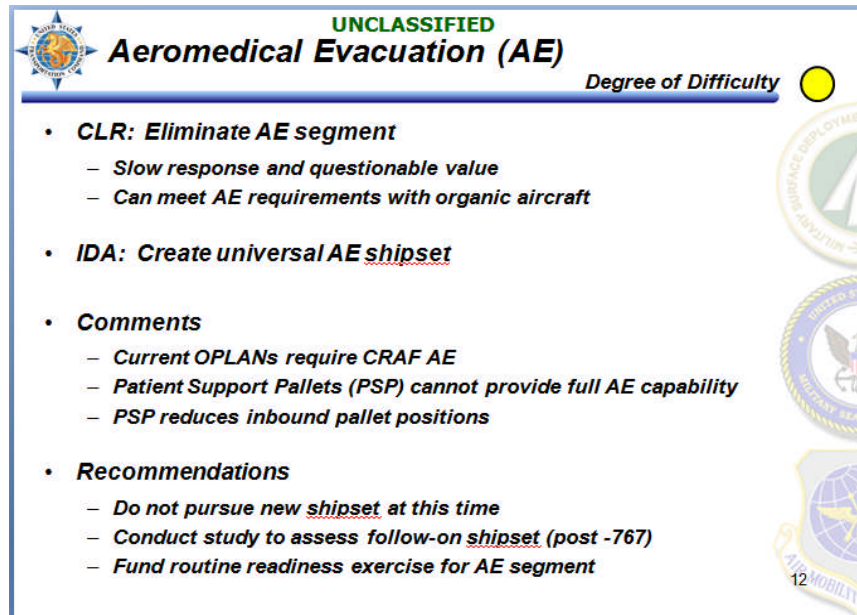 UNCLASSIFIED
Aeromedical Evacuation (AE)
Degree of Difficulty
• CLR: Eliminate AE segment
– Slow response and questionable value
– Can meet AE requirements with organic aircraft
• IDA: Create universal AE shipset
• Comments
– Current OPLANs require CRAF AE
– Patient Support Pallets (PSP) cannot provide full AE capability
– PSP reduces inbound pallet positions
• Recommendations
– Do not pursue new shipset at this time
– Conduct study to assess follow-on shipset (post -767)
– Fund routine readiness exercise for AE segment
12